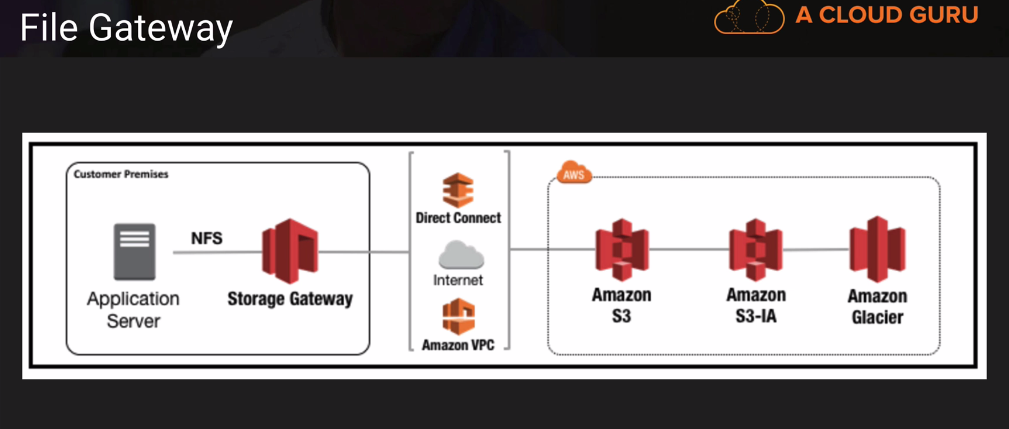 File Gateway
A CLOUD GURU
Customer Premises
NFS
Application
Server
Storage Gateway
Direct Connect
Internet
Amazon VPC
AWS
Amazon
S3
Amazon
S3-IA
Amazon
Glacier